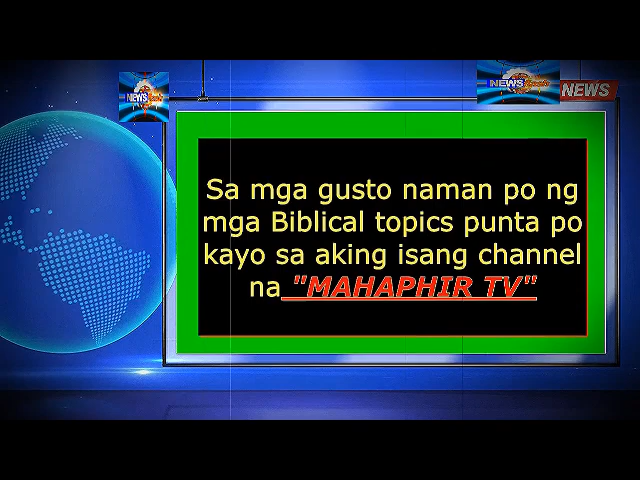 NEWS
NEWS
NEWS
Sa mga gusto naman po ng
mga Biblical topics punta po
kayo sa aking isang channel
na "MAHAPHIR TV"